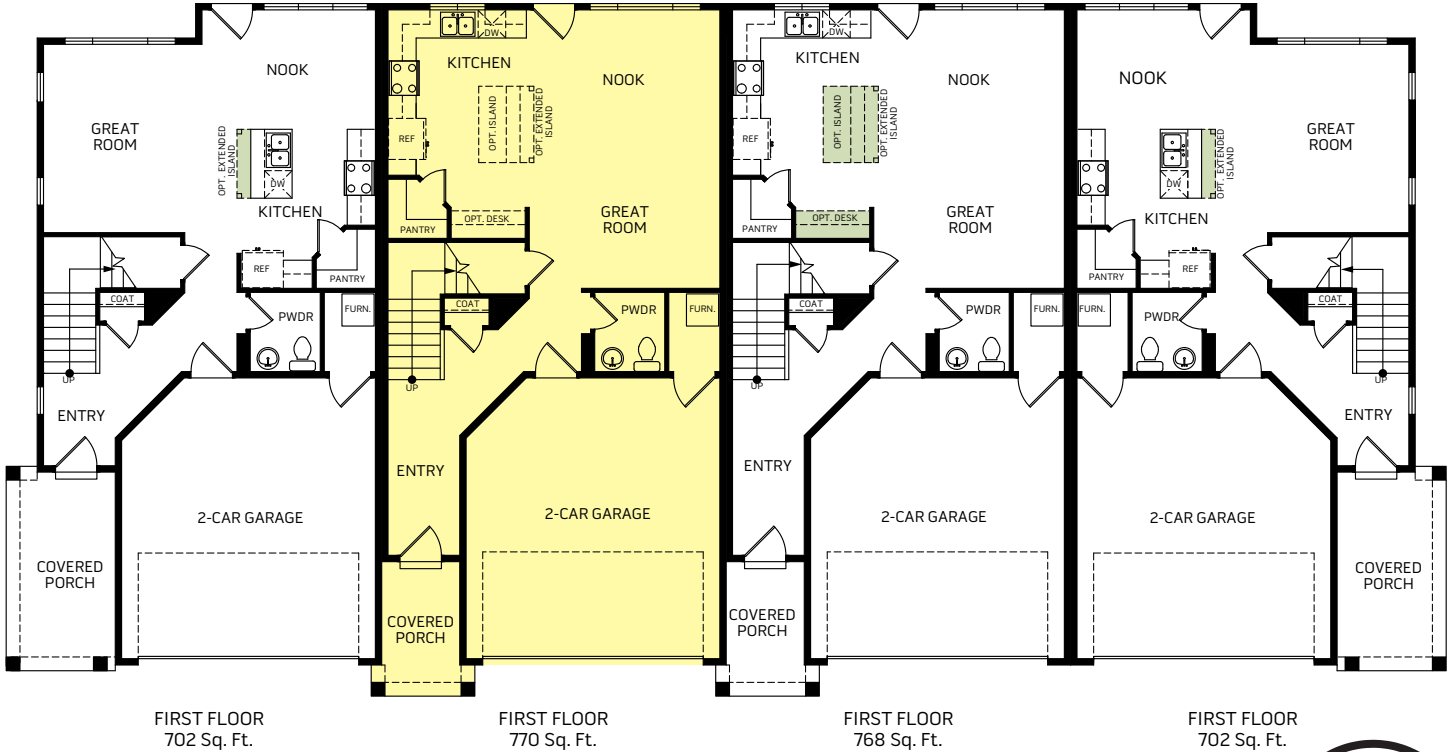 NOOK
GREAT
ROOM
OPT. EXTENDED
ISLAND
DW
KITCHEN
REF
PANTRY
COAT
PWDR
FURN.
UP
ENTRY
2-CAR GARAGE
COVERED
PORCH
FIRST FLOOR
702 Sq. Ft.
DW
KITCHEN
NOOK
OPT. ISLAND
OPT. EXTENDED
ISLAND
REF
GREAT
ROOM
OPT. DESK
PANTRY
COAT
PWDR
FURN.
UP
ENTRY
2-CAR GARAGE
COVERED
PORCH
FIRST FLOOR
770 Sq. Ft.
DW
KITCHEN
NOOK
OPT. ISLAND
OPT. EXTENDED
ISLAND
REF
GREAT
ROOM
OPT. DESK
PANTRY
COAT
PWDR
FURN.
UP
ENTRY
2-CAR GARAGE
COVERED
PORCH
FIRST FLOOR
768 Sq. Ft.
NOOK
GREAT
ROOM
OPT. EXTENDED
ISLAND
DW
KITCHEN
PANTRY
REF
COAT
FURN.
PWDR
UP
ENTRY
2-CAR GARAGE
COVERED
PORCH
FIRST FLOOR
702 Sq. Ft.